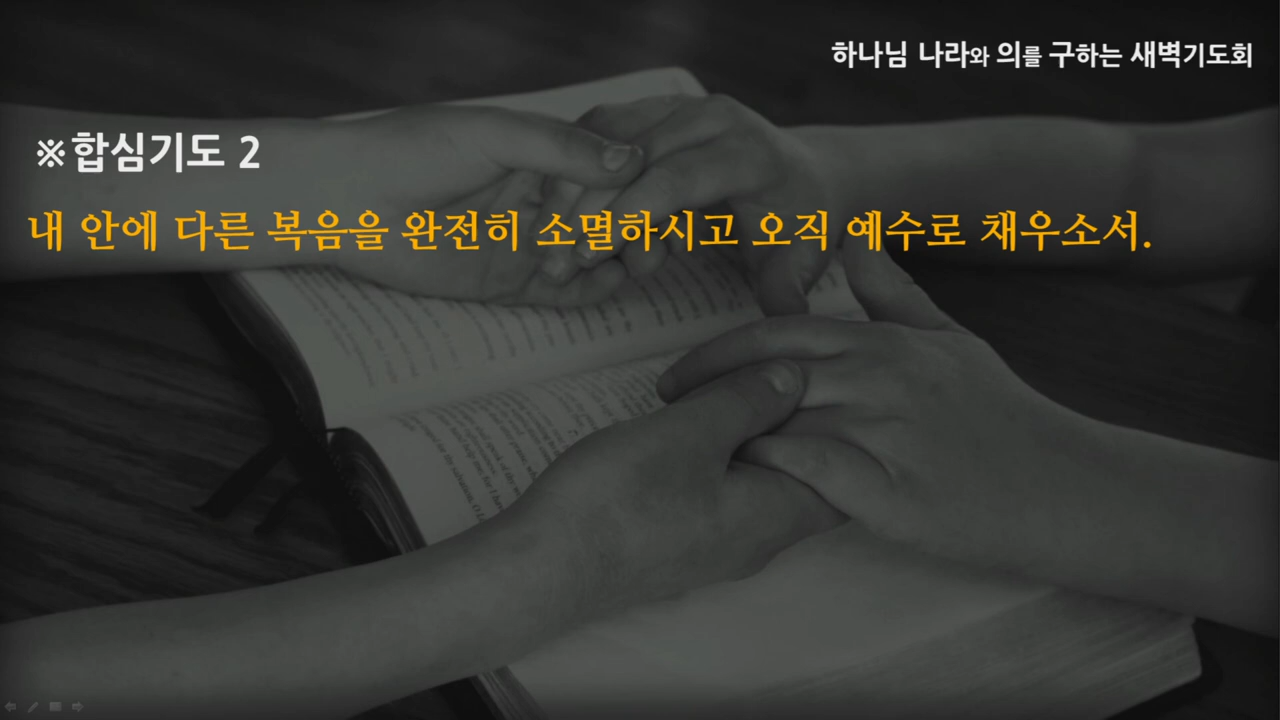 하나님 나라와 의를 구하는 새벽기도회
※합심기도 2
내 안에 다른 복음을 완전히 소멸하시고 오직 예수로 채우소서.